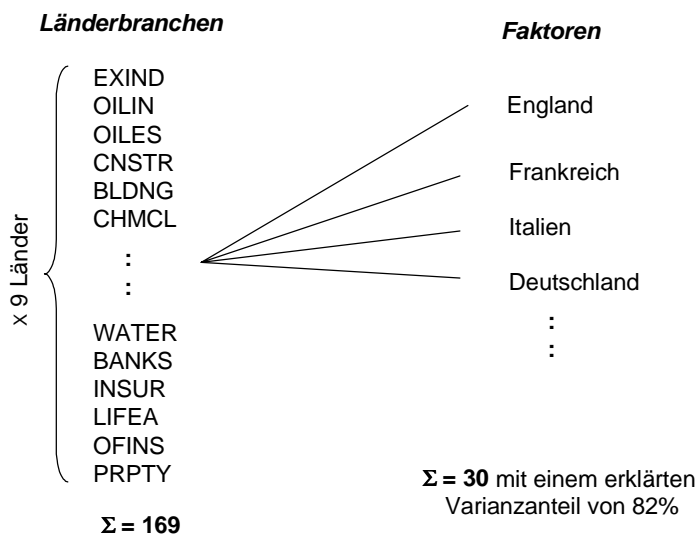 Länderbranchen
Faktoren
x 9 Länder
EXIND
OILIN
OILES
CNSTR
BLDNG
CHMCL
:
:
WATER
BANKS
INSUR
LIFEA
OFINS
PRPTY
Σ = 169
England
Frankreich
Italien
Deutschland
:
:
Σ = 30 mit einem erklärten
Varianzanteil von 82%